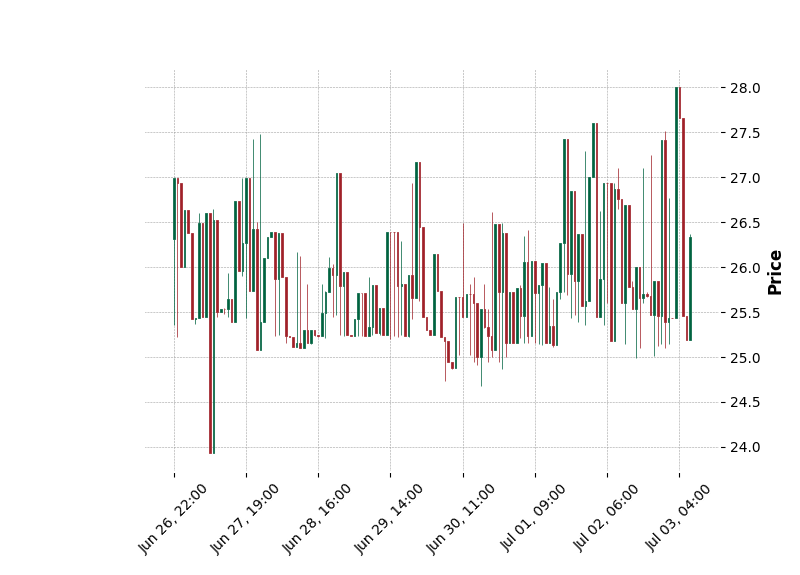 28.0
27.5
27.0
26.5
26.0
25.5
25.0
24.5
24.0
Price
Jun 26, 22:00
Jun 27, 19:00
Jun 28, 16:00
Jun 29, 14:00
Jun 30, 11:00
Jul 01, 09:00
Jul 02, 06:00
Jul 03, 04:00